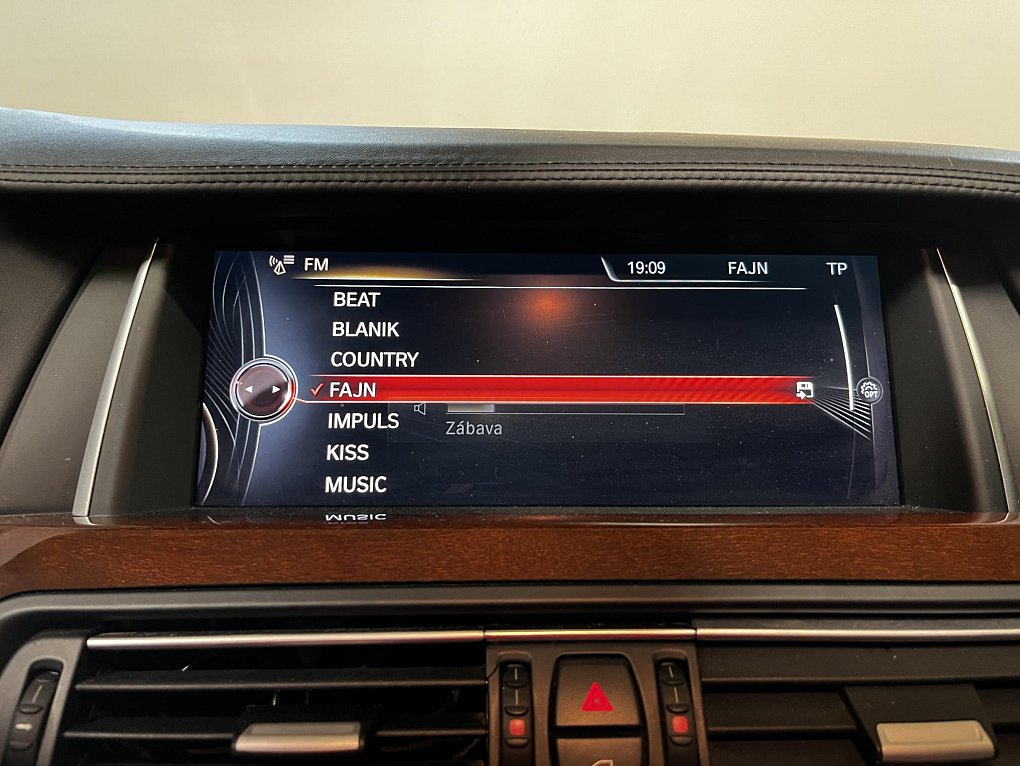 FM 19:09 FAJN TP
BEAT
BLANIK
COUNTRY
FAJN
OPT
IMPULS
Zábava
KISS
MUSIC